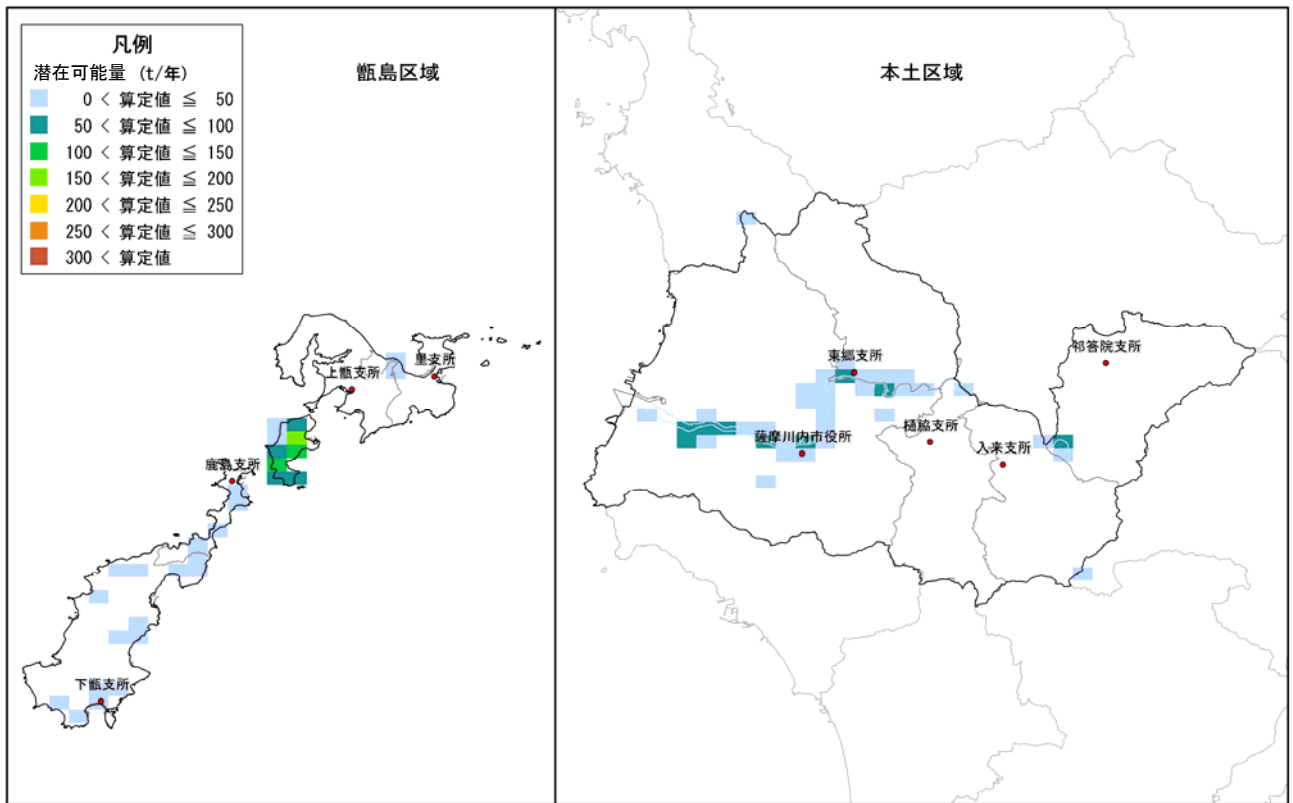 凡例
潜在可能量 (t/年)
0 < 算定値 ≦ 50
50 < 算定値 ≦ 100
100 < 算定値 ≦ 150
150 < 算定値 ≦ 200
200 < 算定値 ≦ 250
250 < 算定値 ≦ 300
300 < 算定値
甑島区域
里支所
上甑支所
鹿島支所
下甑支所
本土区域
東郷支所
祁答院支所
樋脇支所
薩摩川内市役所
入来支所